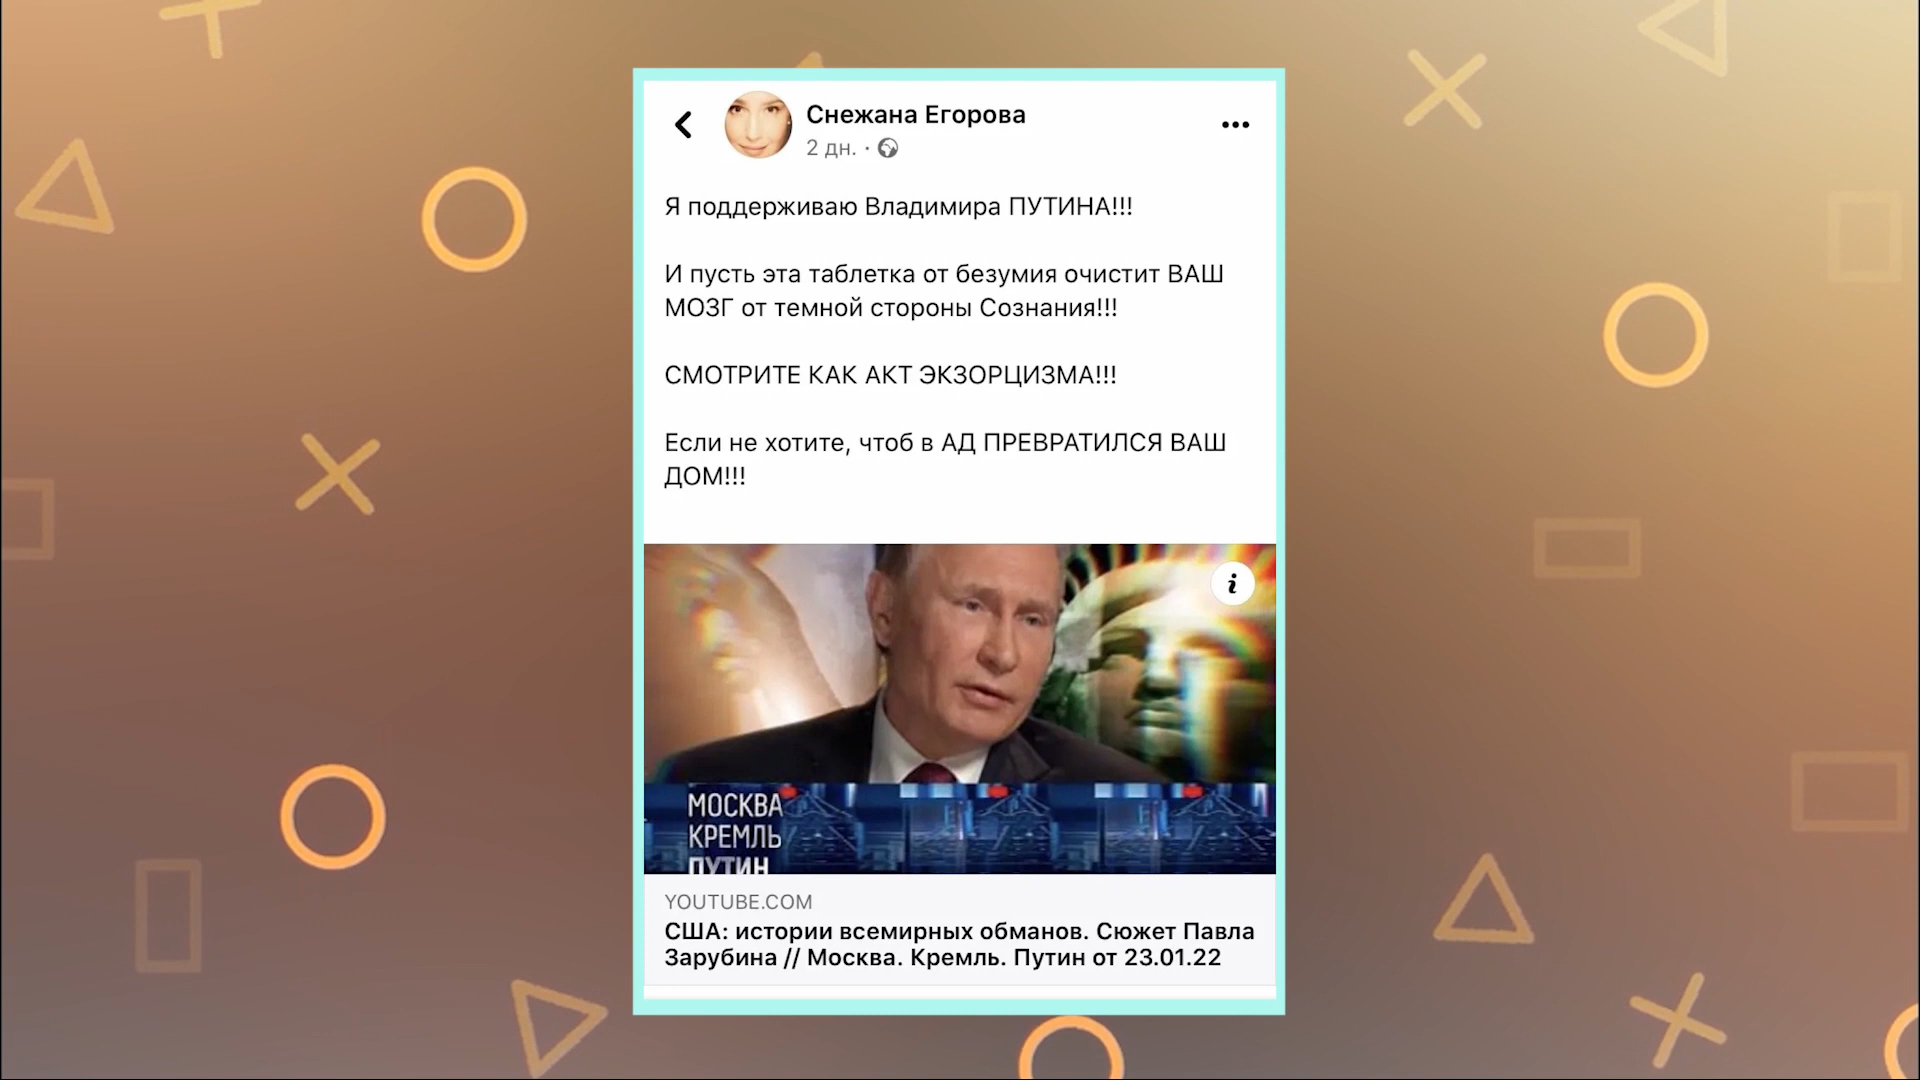 Снежана Егорова
2 дн.
Я поддерживаю Владимира ПУТИНА!!!
И пусть эта таблетка от безумия очистит ВАШ
МОЗГ от темной стороны Сознания!!!
СМОТРИТЕ КАК АКТ ЭКЗОРЦИЗМА!!!
Если не хотите, чтоб в АД ПРЕВРАТИЛСЯ ВАШ
ДОМ!!!
МОСКВА
КРЕМЛЬ
ПУТИН
YOUTUBE.COM
США: истории всемирных обманов. Сюжет Павла
Зарубина // Москва. Кремль. Путин от 23.01.22